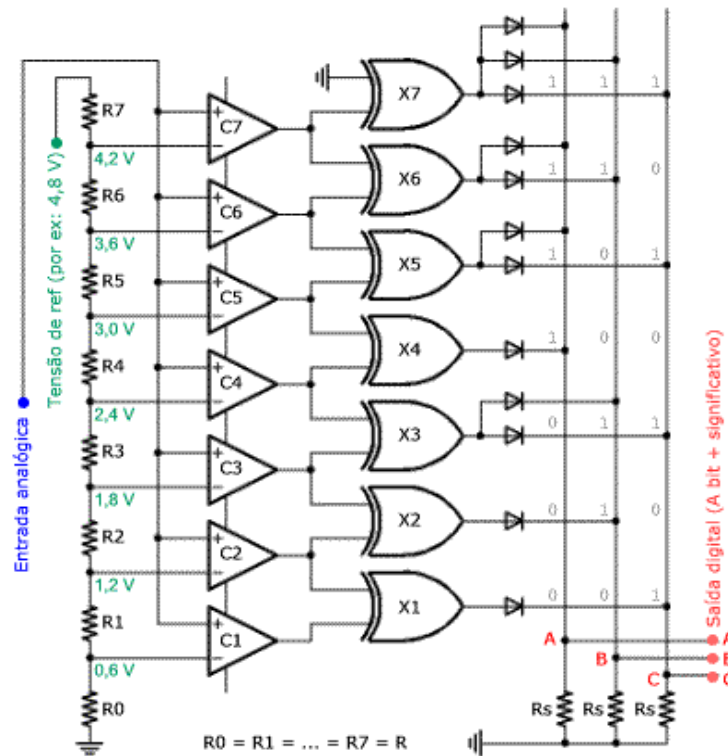 R7
C7
X7
1 1 1
4,2 V
R6
C6
X6
1 1 0
3,6 V
R5
C5
X5
1 0 1
3,0 V
R4
C4
X4
1 0 0
2,4 V
R3
C3
X3
0 1 1
1,8 V
R2
C2
X2
0 1 0
1,2 V
R1
C1
X1
0 0 1
0,6 V
R0
+
−
+
−
+
−
+
−
+
−
+
−
+
−
Tensão de ref (por ex: 4,8 V)
Entrada analógica
Saída digital (A bit + significativo)
A
B
C
A
Rs Rs Rs
R0 = R1 = ... = R7 = R